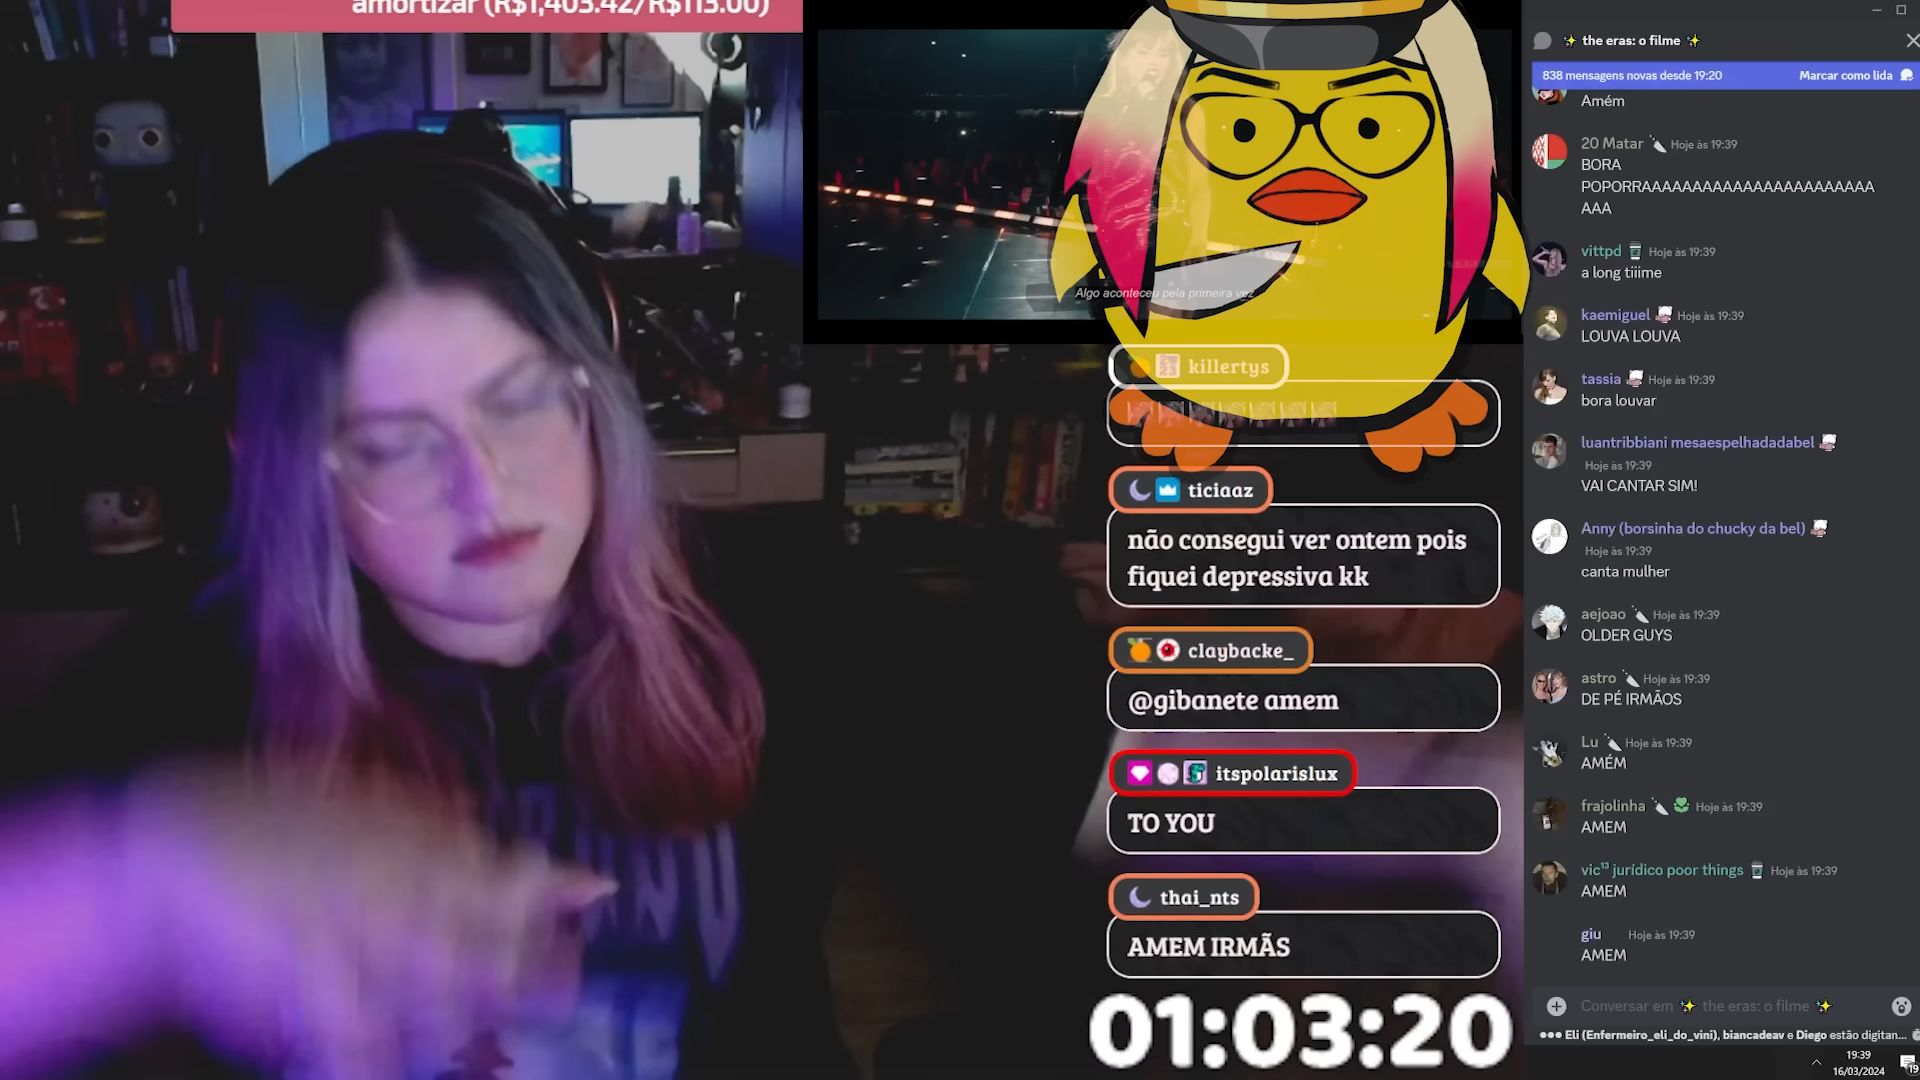 amortizar (R$1,403.42/R$113.00)
Algo aconteceu pela primeira vez
killertys
ticiaaz
não consegui ver ontem pois
fiquei depressiva kk
claybacke_
@gibanete amem
itspolarislux
TO YOU
thai_nts
AMEM IRMÃS
01:03:20
✨ the eras: o filme ✨
838 mensagens novas desde 19:20
Marcar como lida
Amém
20 Matar Hoje às 19:39
BORA
POPORRAAAAAAAAAAAAAAAAAAAAAAA
AAA
vittpd Hoje às 19:39
a long tiiime
kaemiguel Hoje às 19:39
LOUVA LOUVA
tassia Hoje às 19:39
bora louvar
luantribbiani mesaespelhadadabel
Hoje às 19:39
VAI CANTAR SIM!
Anny (borsinha do chucky da bel)
Hoje às 19:39
canta mulher
aejoao Hoje às 19:39
OLDER GUYS
astro Hoje às 19:39
DE PÉ IRMÃOS
Lu Hoje às 19:39
AMÉM
frajolinha Hoje às 19:39
AMEM
vic¹³ jurídico poor things Hoje às 19:39
AMEM
giu Hoje às 19:39
AMEM
Conversar em ✨ the eras: o filme ✨
Eli (Enfermeiro_eli_do_vini), biancadeav e Diego estão digitan...
19:39
16/03/2024
19